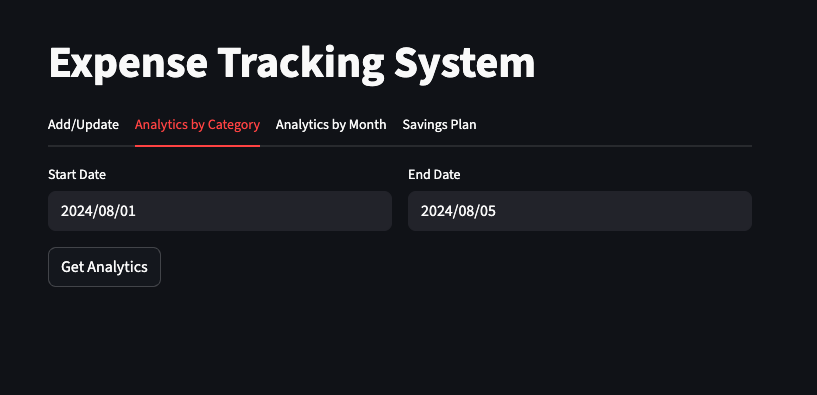 Expense Tracking System
Add/Update Analytics by Category Analytics by Month Savings Plan
Start Date End Date
2024/08/01 2024/08/05
Get Analytics